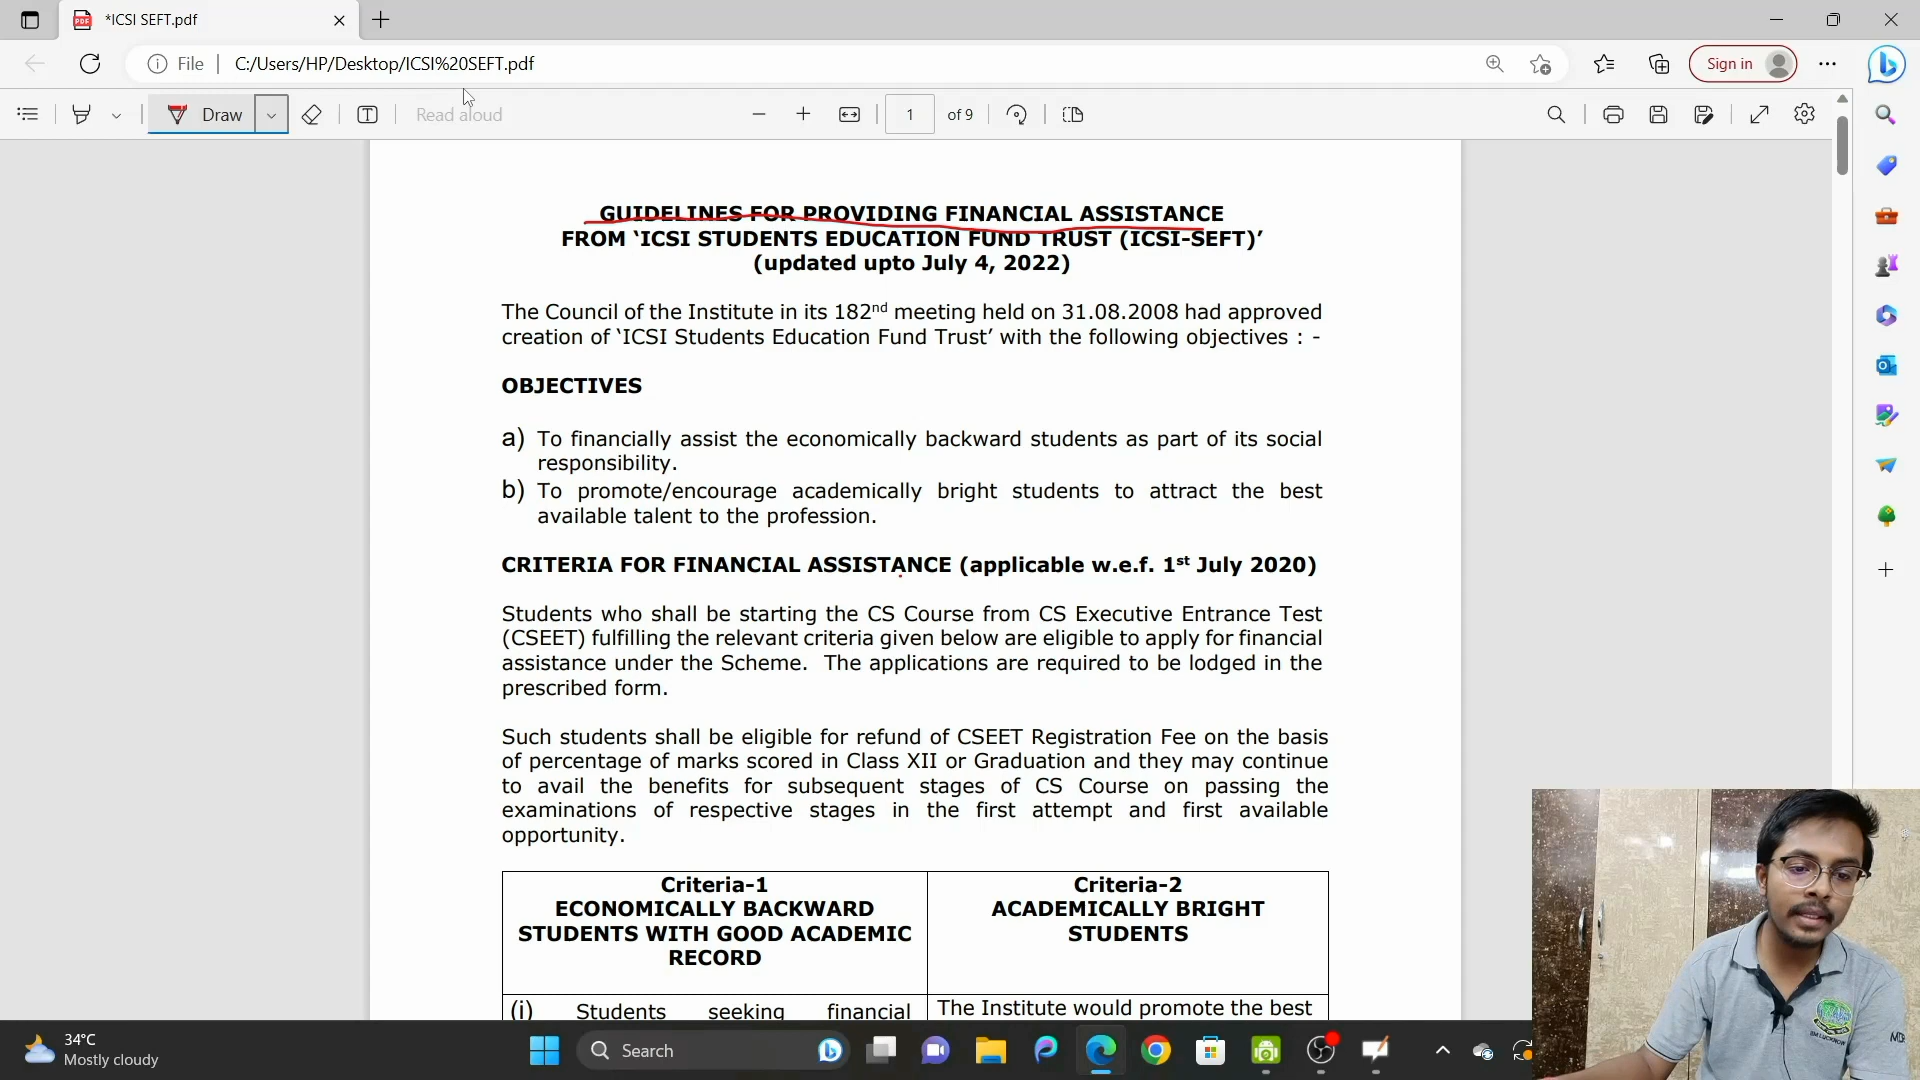 *ICSI SEFT.pdf
File
C:/Users/HP/Desktop/ICSI%20SEFT.pdf
Sign in
Draw
Read aloud
1
of 9
GUIDELINES FOR PROVIDING FINANCIAL ASSISTANCE
FROM ‘ICSI STUDENTS EDUCATION FUND TRUST (ICSI-SEFT)’
(updated upto July 4, 2022)
The Council of the Institute in its 182nd meeting held on 31.08.2008 had approved
creation of ‘ICSI Students Education Fund Trust’ with the following objectives : -
OBJECTIVES
a) To financially assist the economically backward students as part of its social
responsibility.
b) To promote/encourage academically bright students to attract the best
available talent to the profession.
CRITERIA FOR FINANCIAL ASSISTANCE (applicable w.e.f. 1st July 2020)
Students who shall be starting the CS Course from CS Executive Entrance Test
(CSEET) fulfilling the relevant criteria given below are eligible to apply for financial
assistance under the Scheme. The applications are required to be lodged in the
prescribed form.
Such students shall be eligible for refund of CSEET Registration Fee on the basis
of percentage of marks scored in Class XII or Graduation and they may continue
to avail the benefits for subsequent stages of CS Course on passing the
examinations of respective stages in the first attempt and first available
opportunity.
Criteria-1
ECONOMICALLY BACKWARD
STUDENTS WITH GOOD ACADEMIC
RECORD
Criteria-2
ACADEMICALLY BRIGHT
STUDENTS
(i) Students seeking financial
The Institute would promote the best
34°C
Mostly cloudy
Search